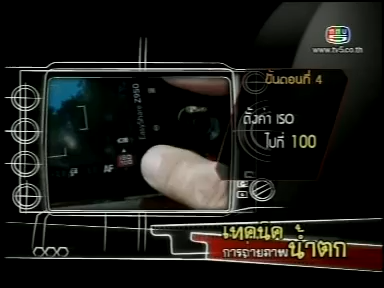 www.tv5.co.th
ขั้นตอนที่ 4
ตั้งค่า ISO
ไปที่ 100
EasyShare Z950
AF
ISO
เทคนิค
การถ่ายภาพน้ำตก